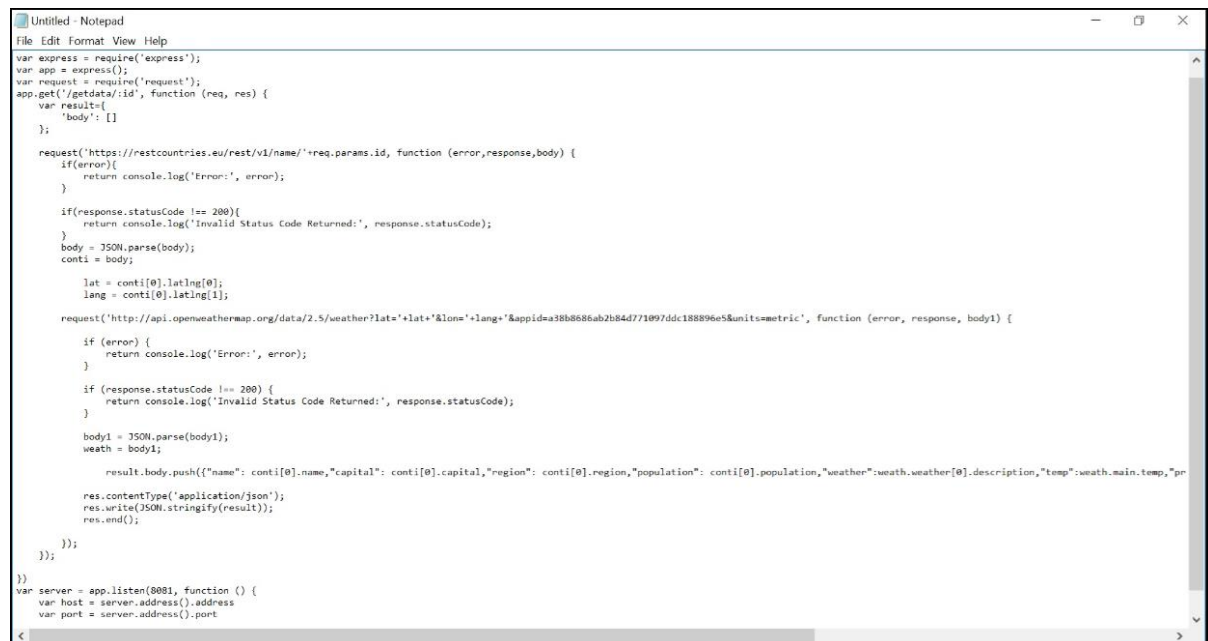 Untitled - Notepad
File Edit Format View Help
var express = require('express');
var app = express();
var request = require('request');
app.get('/getdata/:id', function (req, res) {
    var result={
        'body': []
    };

    request('https://restcountries.eu/rest/v1/name/'+req.params.id, function (error,response,body) {
        if(error){
            return console.log('Error:', error);
        }

        if(response.statusCode !== 200){
            return console.log('Invalid Status Code Returned:', response.statusCode);
        }
        body = JSON.parse(body);
        conti = body;

            lat = conti[0].latlng[0];
            lang = conti[0].latlng[1];

        request('http://api.openweathermap.org/data/2.5/weather?lat='+lat+'&lon='+lang+'&appid=a38b8686ab2b84d771097ddc188896e5&units=metric', function (error, response, body1) {

            if (error) {
                return console.log('Error:', error);
            }

            if (response.statusCode !== 200) {
                return console.log('Invalid Status Code Returned:', response.statusCode);
            }

            body1 = JSON.parse(body1);
            weath = body1;

                result.body.push({"name": conti[0].name,"capital": conti[0].capital,"region": conti[0].region,"population": conti[0].population,"weather":weath.weather[0].description,"temp":weath.main.temp,"pr

            res.contentType('application/json');
            res.write(JSON.stringify(result));
            res.end();

        });
    });

})
var server = app.listen(8081, function () {
    var host = server.address().address
    var port = server.address().port